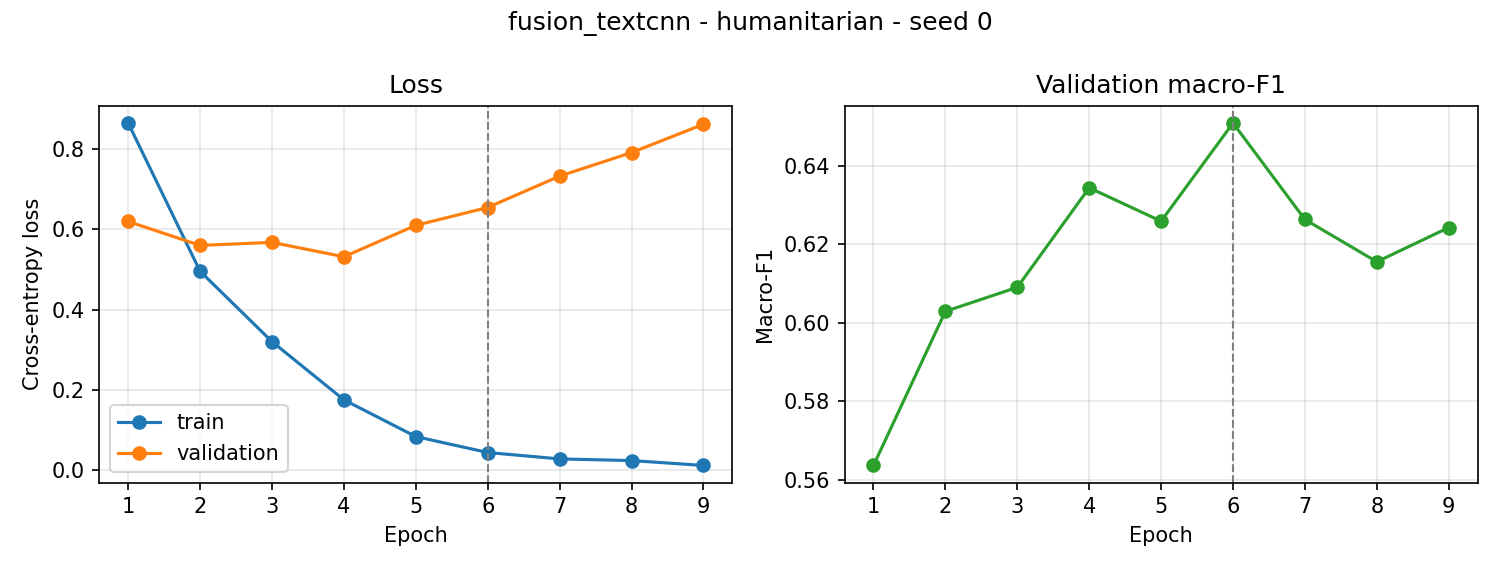 fusion_textcnn - humanitarian - seed 0
Loss
Cross-entropy loss
0.8
0.6
0.4
0.2
0.0
train
validation
1 2 3 4 5 6 7 8 9
Epoch
Validation macro-F1
Macro-F1
0.64
0.62
0.60
0.58
0.56
1 2 3 4 5 6 7 8 9
Epoch